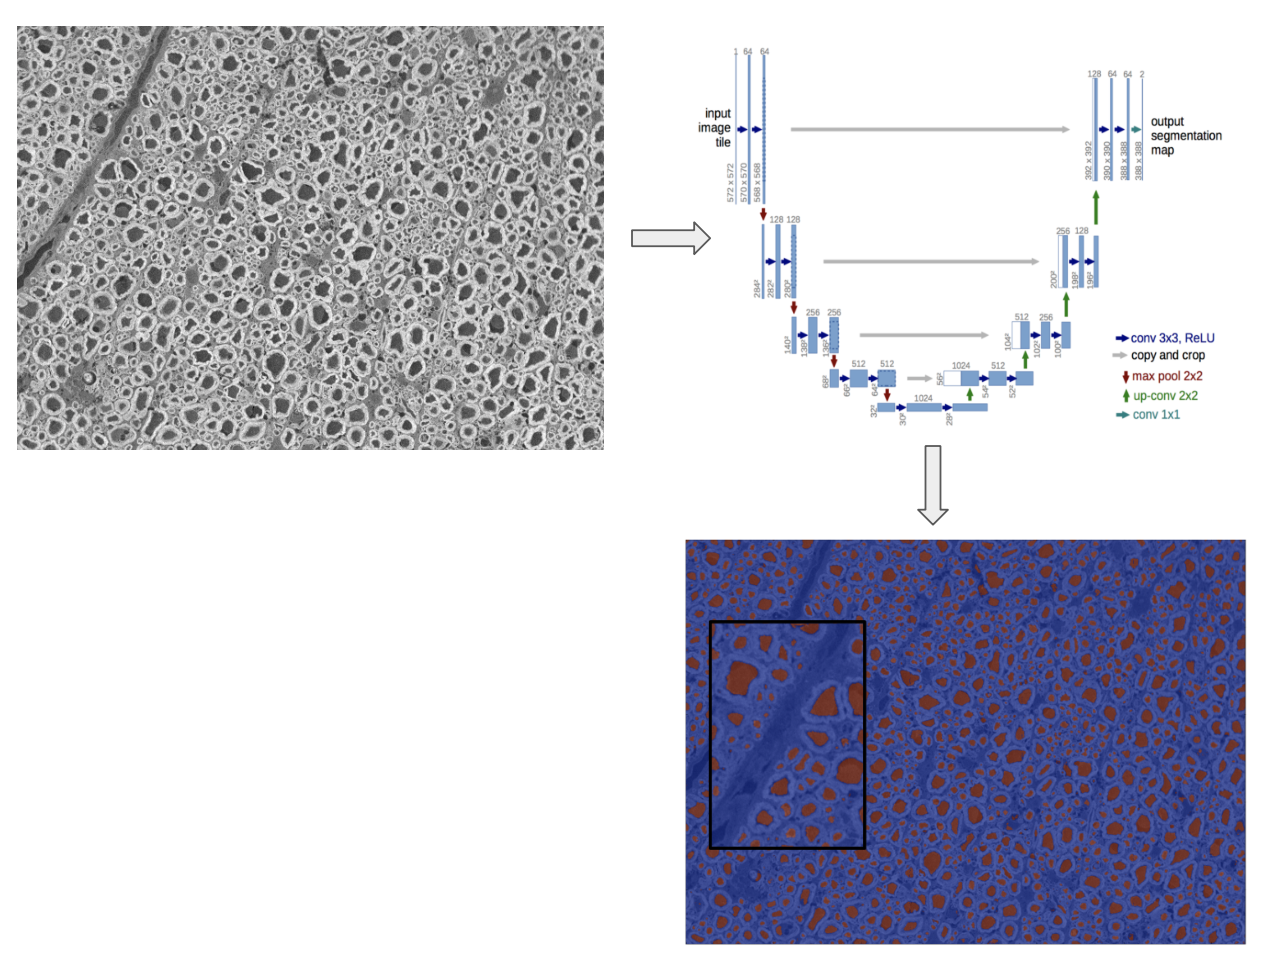 1 64 64
input
image
tile
572 x 572
570 x 570
568 x 568
128 128
284²
282²
280²
256 256
140²
138²
136²
512 512
68²
66²
64²
1024
32²
30²
28²
1024 512
56²
54²
52²
512 256
104²
102²
100²
256 128
200²
198²
196²
128 64 64 2
392 x 392
390 x 390
388 x 388
388 x 388
output
segmentation
map
conv 3x3, ReLU
copy and crop
max pool 2x2
up-conv 2x2
conv 1x1